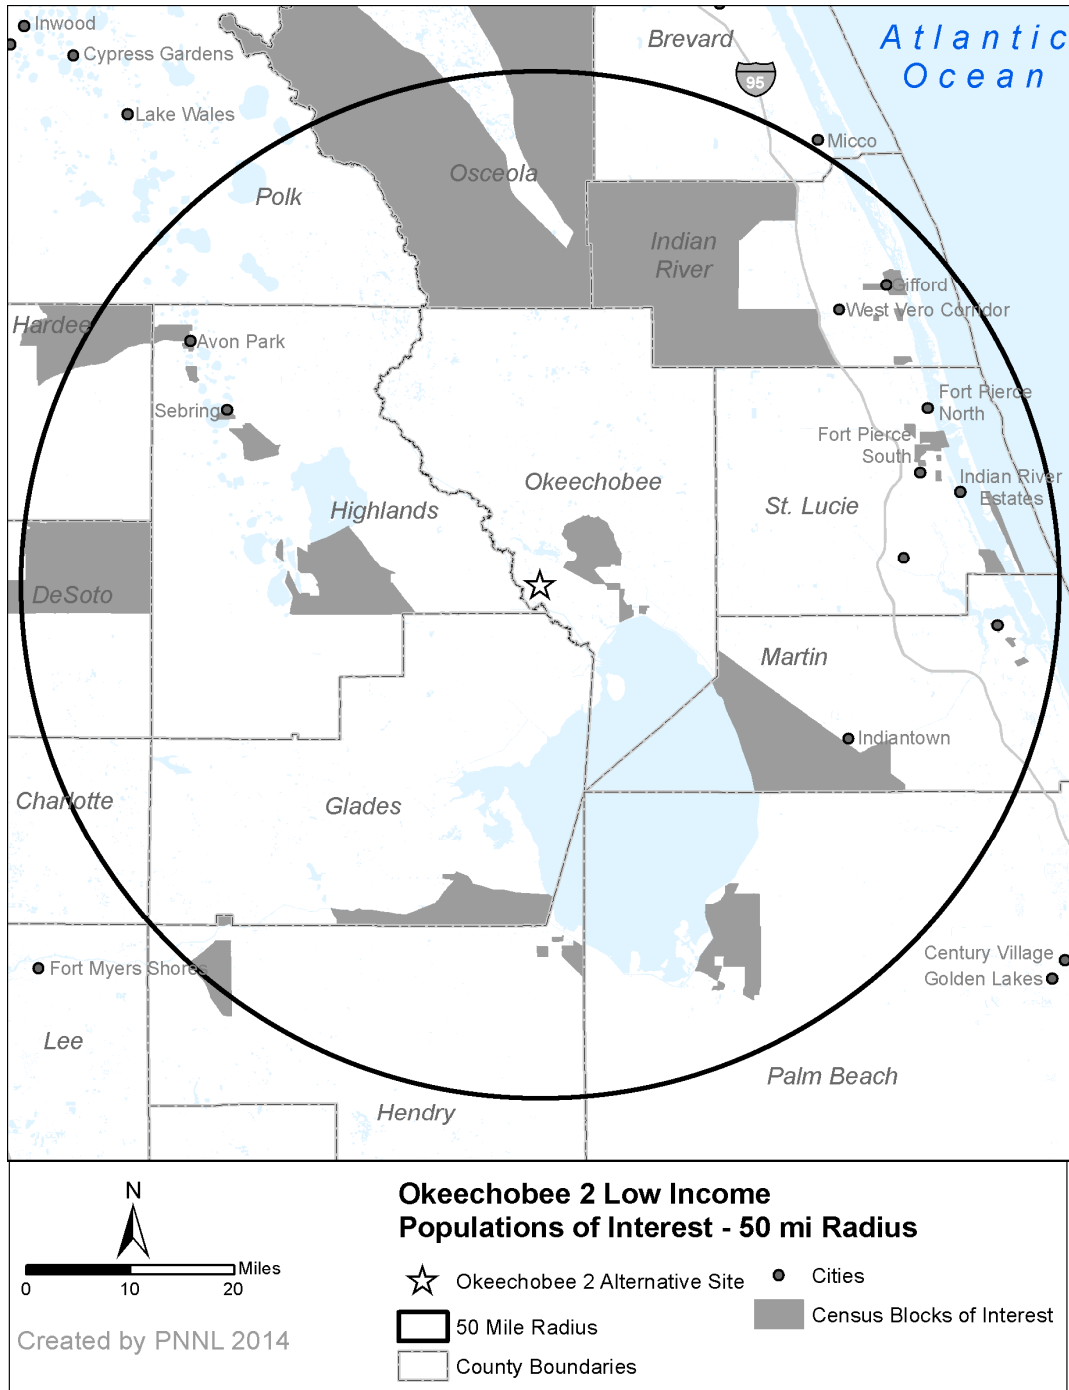 Inwood
Cypress Gardens
Lake Wales
Brevard
Atlantic
Ocean
95
Micco
Polk
Osceola
Indian
River
Gifford
West Vero Corridor
Hardee
Avon Park
Sebring
Fort Pierce
North
Fort Pierce
South
Indian River
Estates
Okeechobee
Highlands
St. Lucie
DeSoto
Martin
Indiantown
Charlotte
Glades
Fort Myers Shores
Century Village
Golden Lakes
Lee
Palm Beach
Hendry
N
Miles
0 10 20
Created by PNNL 2014
Okeechobee 2 Low Income
Populations of Interest - 50 mi Radius
Okeechobee 2 Alternative Site
Cities
50 Mile Radius
Census Blocks of Interest
County Boundaries